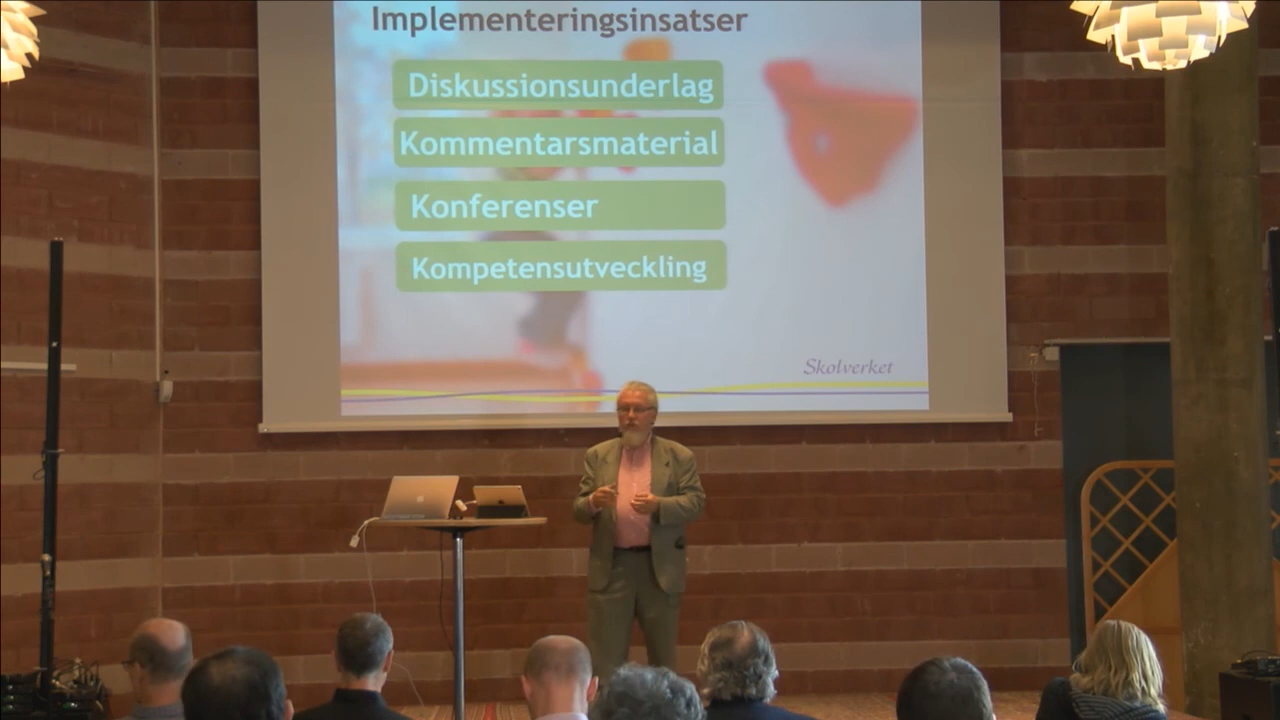 Implementeringsinsatser
Diskussionsunderlag
Kommentarsmaterial
Konferenser
Kompetensutveckling
Skolverket